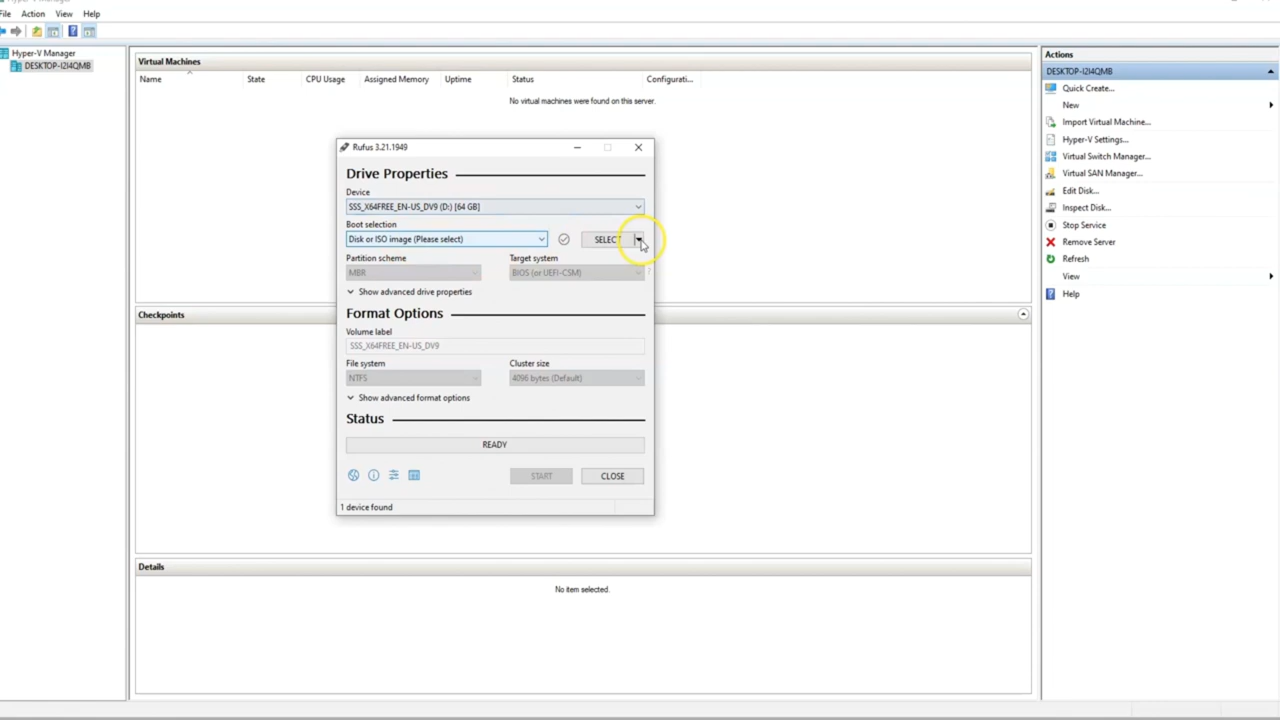 File Action View Help
Hyper-V Manager
DESKTOP-I2I4QMB
Virtual Machines
Name State CPU Usage Assigned Memory Uptime Status Configurati...
No virtual machines were found on this server.
Rufus 3.21.1949
Drive Properties
Device
SSS_X64FREE_EN-US_DV9 (D:) [64 GB]
Boot selection
Disk or ISO image (Please select) SELECT
Partition scheme Target system
MBR BIOS (or UEFI-CSM) ?
Show advanced drive properties
Format Options
Volume label
SSS_X64FREE_EN-US_DV9
File system Cluster size
NTFS 4096 bytes (Default)
Show advanced format options
Status
READY
START CLOSE
1 device found
Checkpoints
Details
No item selected.
Actions
DESKTOP-I2I4QMB
Quick Create...
New
Import Virtual Machine...
Hyper-V Settings...
Virtual Switch Manager...
Virtual SAN Manager...
Edit Disk...
Inspect Disk...
Stop Service
Remove Server
Refresh
View
Help